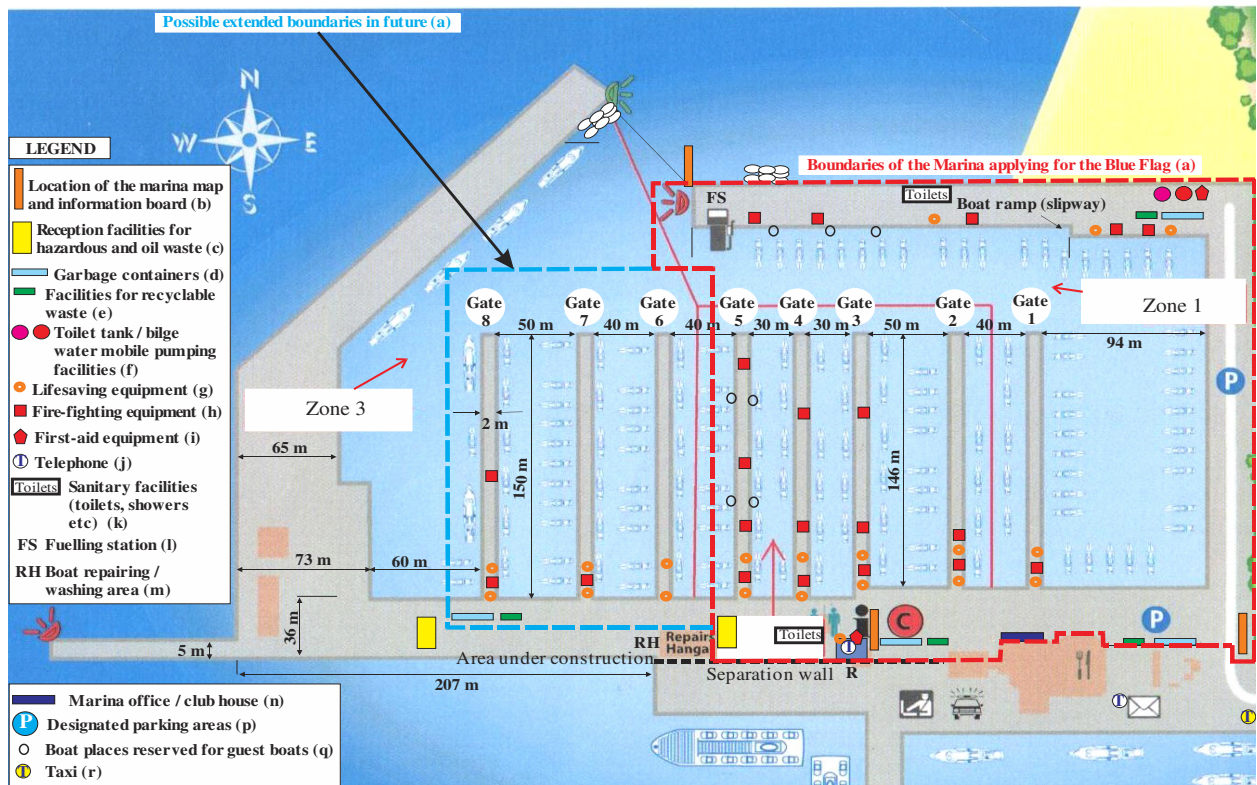 Possible extended boundaries in future (a)
N
W
E
S
LEGEND
Location of the marina map
and information board (b)
Reception facilities for
hazardous and oil waste (c)
Garbage containers (d)
Facilities for recyclable
waste (e)
Toilet tank / bilge
water mobile pumping
facilities (f)
Lifesaving equipment (g)
Fire-fighting equipment (h)
First-aid equipment (i)
T
Telephone (j)
Toilets
Sanitary facilities
(toilets, showers
etc) (k)
FS Fuelling station (l)
RH Boat repairing /
washing area (m)
Marina office / club house (n)
P
Designated parking areas (p)
Boat places reserved for guest boats (q)
T
Taxi (r)
Boundaries of the Marina applying for the Blue Flag (a)
FS
Toilets
Boat ramp (slipway)
Zone 1
Gate
8
Gate
7
Gate
6
Gate
5
Gate
4
Gate
3
Gate
2
Gate
1
50 m
40 m
40 m
30 m
30 m
50 m
40 m
94 m
P
Zone 3
2 m
65 m
150 m
146 m
73 m
60 m
36 m
5 m
207 m
RH
Repairs
Hanga
Area under construction
Toilets
T
R
C
P
Separation wall
T
T